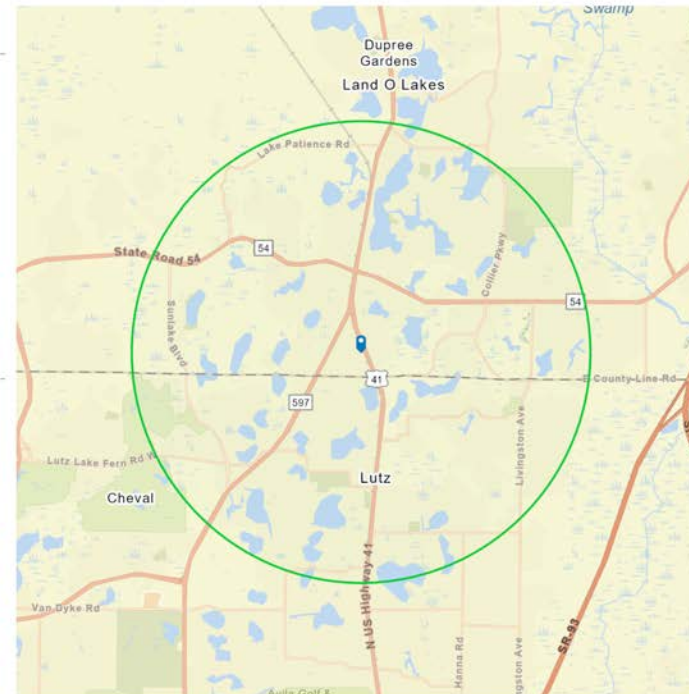 Swamp
Dupree
Gardens
Land O Lakes
Lake Patience Rd
State Road 54
54
Collier Pkwy
54
Sunlake Blvd
41
E County Line Rd
597
Livingston Ave
Lutz Lake Fern Rd W
Lutz
Cheval
N US Highway 41
Van Dyke Rd
Hanna Rd
SR-93